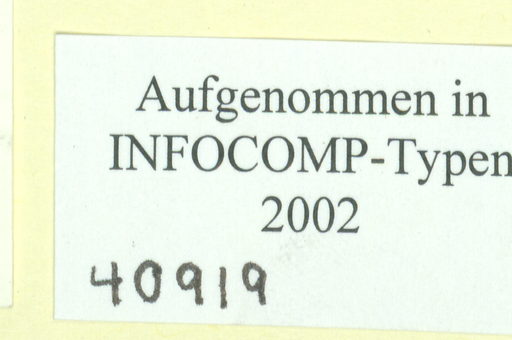 Aufgenommen in
INFOCOMP-Typen
2002
40919